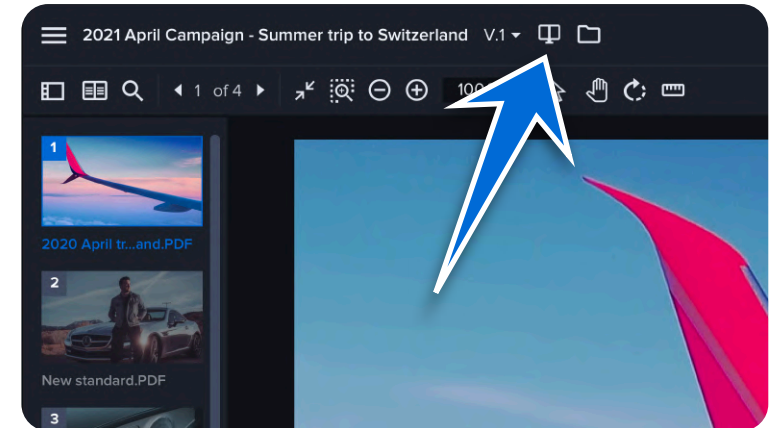 2021 April Campaign - Summer trip to Switzerland V.1
1 of 4
1
2020 April tr...and.PDF
2
New standard.PDF
3